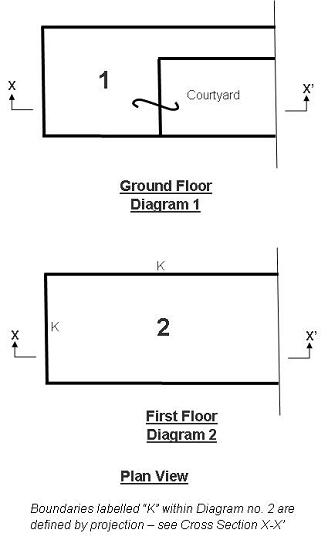 1
Courtyard
X X'
Ground Floor
Diagram 1
K
K
2
X X'
First Floor
Diagram 2
Plan View
Boundaries labelled "K" within Diagram no. 2 are
defined by projection – see Cross Section X-X'